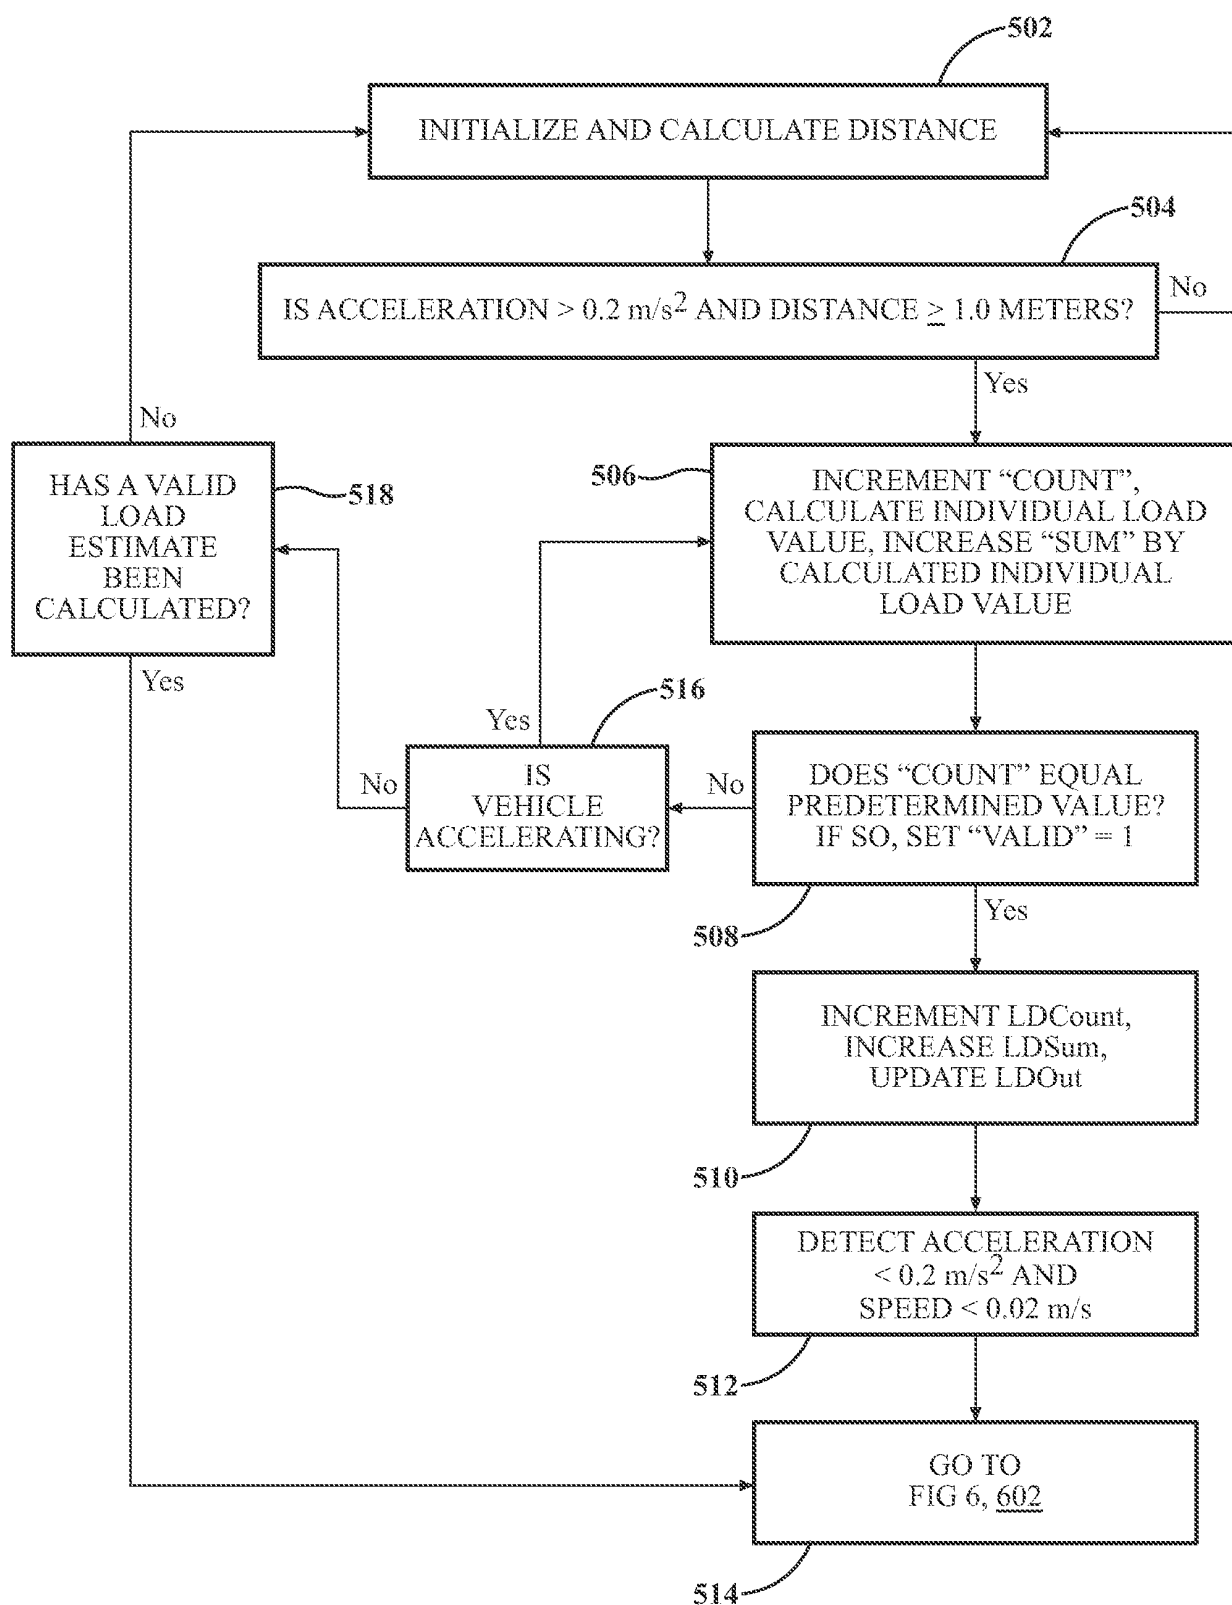 502
INITIALIZE AND CALCULATE DISTANCE
504
IS ACCELERATION > 0.2 m/s² AND DISTANCE ≥ 1.0 METERS?
No
Yes
No
HAS A VALID
LOAD
ESTIMATE
BEEN
CALCULATED?
518
Yes
506
INCREMENT “COUNT”,
CALCULATE INDIVIDUAL LOAD
VALUE, INCREASE “SUM” BY
CALCULATED INDIVIDUAL
LOAD VALUE
516
Yes
No
IS
VEHICLE
ACCELERATING?
No
DOES “COUNT” EQUAL
PREDETERMINED VALUE?
IF SO, SET “VALID” = 1
508
Yes
INCREMENT LDCount,
INCREASE LDSum,
UPDATE LDOut
510
DETECT ACCELERATION
< 0.2 m/s² AND
SPEED < 0.02 m/s
512
GO TO
FIG 6, 602
514